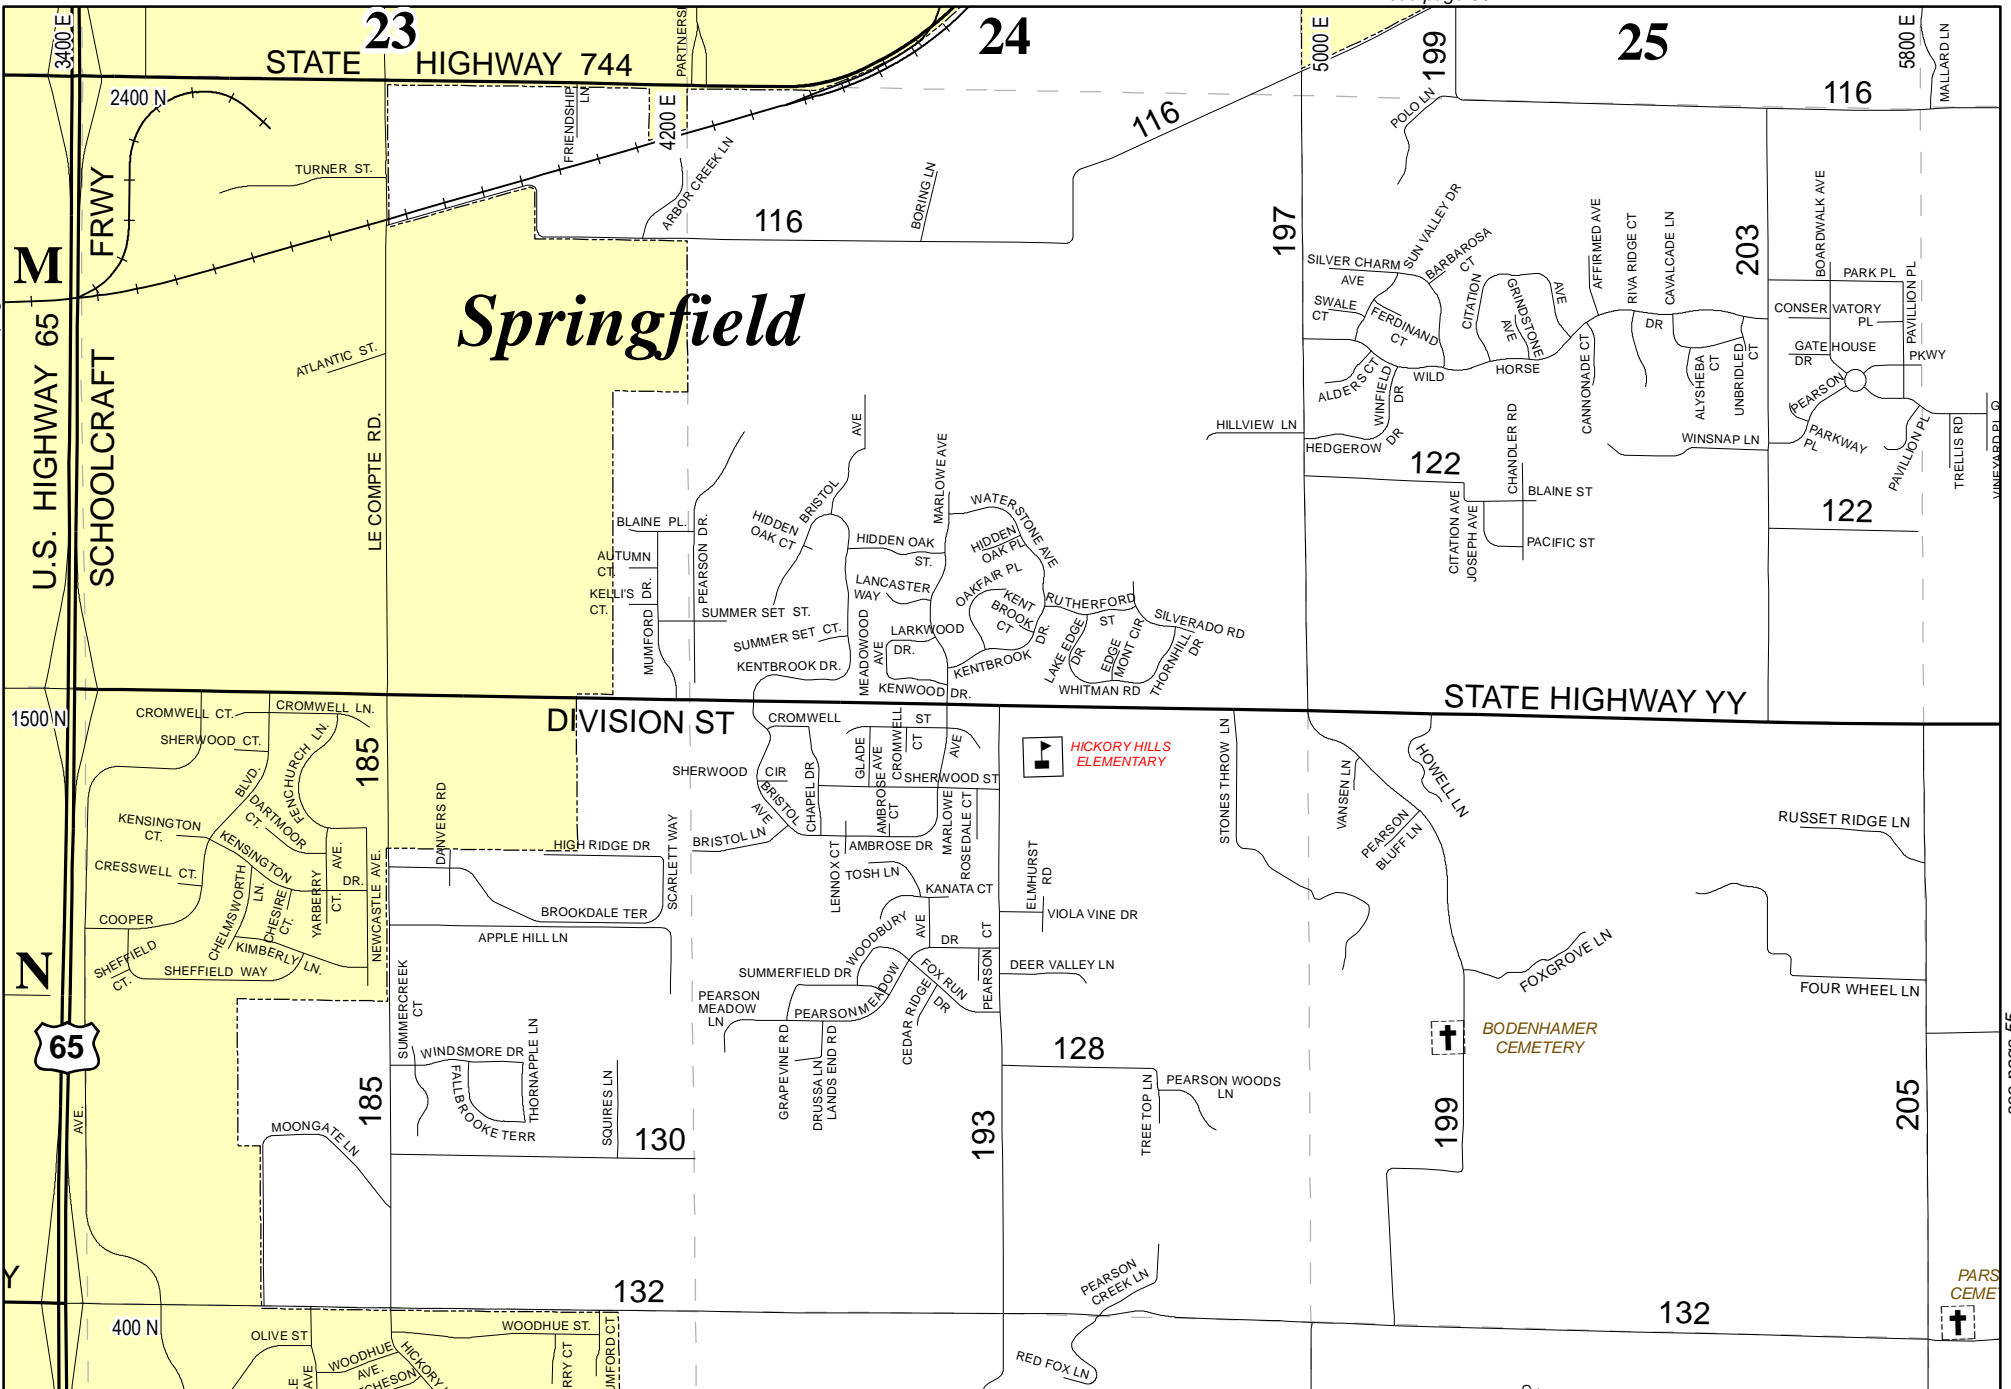 23
24
25
3400 E
STATE HIGHWAY 744
5000 E
199
5800 E
MALLARD LN
2400 N
FRIENDSHIP
LN
4200 E
116
POLO LN
116
TURNER ST.
ARBOR CREEK LN
BORING LN
116
M
FRWY
SCHOOLCRAFT
U.S. HIGHWAY 65
Springfield
ATLANTIC ST.
LE COMPTE RD.
197
203
SILVER CHARM
AVE
SUN VALLEY DR
BARBAROSA
CT
SWALE
CT
FERDINAND
CT
CITATION
AVE
GRINDSTONE
AVE
AFFIRMED AVE
RIVA RIDGE CT
CAVALCADE LN
DR
BOARDWALK AVE
PARK PL
PAVILLION PL
CONSERVATORY
PL
GATE HOUSE
DR
PKWY
PEARSON
PARKWAY
PL
PAVILLION PL
TRELLIS RD
VINEYARD PL
ALDERS CT
WINFIELD
DR
WILD
HORSE
CANNONADE CT
ALYSHEBA
CT
UNBRIDLED
CT
WINSNAP LN
HILLVIEW LN
HEDGEROW
DR
122
CHANDLER RD
BLAINE ST
PACIFIC ST
CITATION AVE
JOSEPH AVE
122
AVE
BRISTOL
HIDDEN
OAK CT
MARLOWE AVE
WATERSTONE AVE
HIDDEN
OAK PL
HIDDEN OAK
ST.
BLAINE PL.
AUTUMN
CT.
KELLI'S
CT.
MUMFORD DR.
PEARSON DR.
SUMMER SET ST.
SUMMER SET CT.
KENTBROOK DR.
LANCASTER
WAY
OAKFAIR PL
KENT
BROOK
CT
RUTHERFORD
ST
SILVERADO RD
LARKWOOD
DR.
MEADOWOOD
AVE
KENTBROOK
DR.
LAKE EDGE
DR
EDGE
MONT CIR
THORNHILL
DR
KENWOOD DR.
WHITMAN RD
STATE HIGHWAY YY
1500 N
DIVISION ST
CROMWELL CT.
CROMWELL LN.
SHERWOOD CT.
FENCHURCH LN.
185
BLVD.
DARTMOOR
CT.
KENSINGTON
CT.
KENSINGTON
DR.
CRESSWELL CT.
CHELMSWORTH
LN.
CHESIRE
CT.
YARBERRY
CT.
AVE.
NEWCASTLE AVE.
COOPER
SHEFFIELD
CT.
SHEFFIELD WAY
KIMBERLY LN.
N
65
AVE.
DANVERS RD
HIGH RIDGE DR
SCARLETT WAY
BROOKDALE TER
APPLE HILL LN
CROMWELL
ST
GLADE
AMBROSE AVE
CROMWELL
CT
AVE
SHERWOOD
CIR
CHAPEL DR
SHERWOOD ST
BRISTOL
AVE
BRISTOL LN
AMBROSE DR
CT
MARLOWE
ROSEDALE CT
LENNOX CT
TOSH LN
KANATA CT
HICKORY HILLS
ELEMENTARY
STONES THROW LN
VANSEN LN
HOWELL LN
PEARSON
BLUFF LN
RUSSET RIDGE LN
ELMHURST
RD
VIOLA VINE DR
WOODBURY
AVE
DR
PEARSON CT
DEER VALLEY LN
SUMMERFIELD DR
FOX RUN
DR
PEARSON
MEADOW
LN
PEARSON MEADOW
CEDAR RIDGE
GRAPEVINE RD
DRUSSA LN
LANDS END RD
FOXGROVE LN
FOUR WHEEL LN
BODENHAMER
CEMETERY
SUMMERCREEK
CT
WINDSMORE DR
FALLBROOKE TERR
THORNAPPLE LN
SQUIRES LN
185
130
193
128
TREE TOP LN
PEARSON WOODS
LN
199
205
MOONGATE LN
132
PEARSON
CREEK LN
RED FOX LN
132
400 N
OLIVE ST
WOODHUE ST.
WOODHUE
AVE.
HICKORY